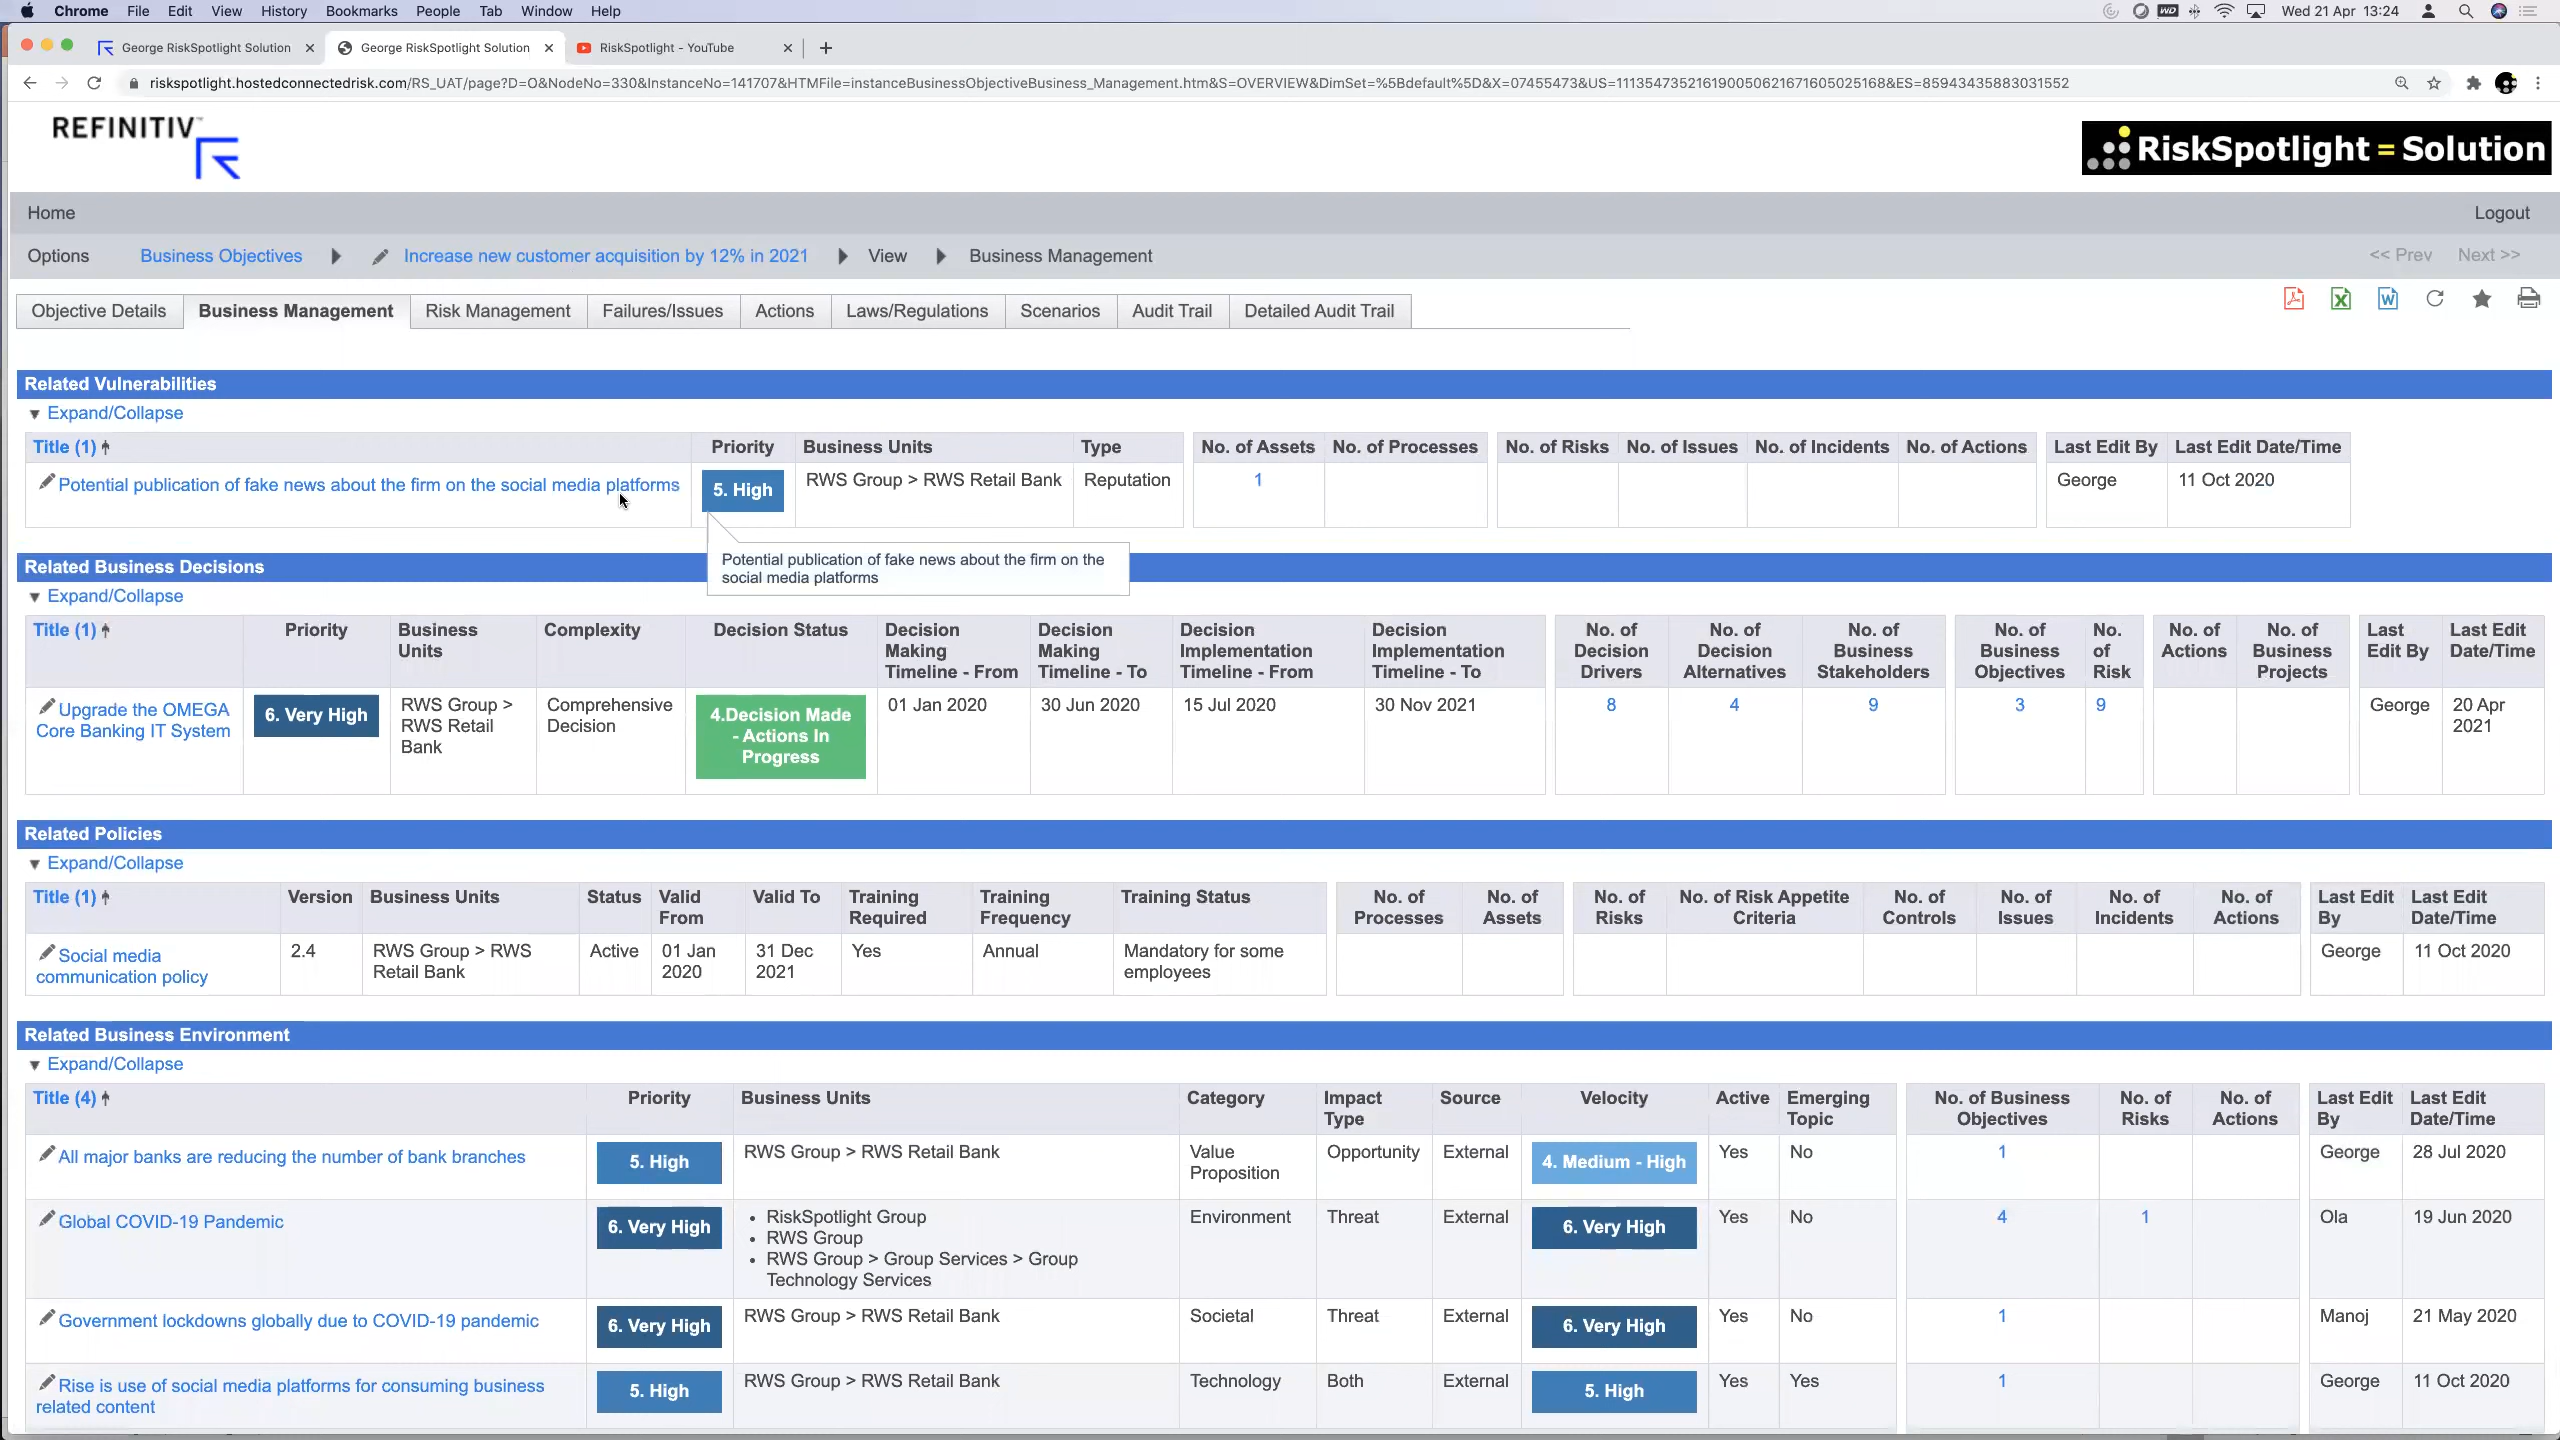 Chrome File Edit View History Bookmarks People Tab Window Help
Wed 21 Apr 13:24
George RiskSpotlight Solution
George RiskSpotlight Solution
RiskSpotlight - YouTube
riskspotlight.hostedconnectedrisk.com/RS_UAT/page?D=O&NodeNo=330&InstanceNo=141707&HTMFile=instanceBusinessObjectiveBusiness_Management.htm&S=OVERVIEW&DimSet=%5Bdefault%5D&X=07455473&US=11135473521619005062167160502 5168&ES=85943435883031552
REFINITIV™
RiskSpotlight = Solution
Home Logout
Options Business Objectives Increase new customer acquisition by 12% in 2021 View Business Management << Prev Next >>
Objective Details Business Management Risk Management Failures/Issues Actions Laws/Regulations Scenarios Audit Trail Detailed Audit Trail
Related Vulnerabilities
Expand/Collapse
Title (1) Priority Business Units Type No. of Assets No. of Processes No. of Risks No. of Issues No. of Incidents No. of Actions Last Edit By Last Edit Date/Time
Potential publication of fake news about the firm on the social media platforms 5. High RWS Group > RWS Retail Bank Reputation 1 George 11 Oct 2020
Potential publication of fake news about the firm on the
social media platforms
Related Business Decisions
Expand/Collapse
Title (1) Priority Business Complexity Decision Status Decision Decision Decision Decision No. of No. of No. of No. of No. No. of No. of Last Last Edit
Units Making Making Implementation Implementation Decision Decision Business Business of Actions Business Edit By Date/Time
Timeline - From Timeline - To Timeline - From Timeline - To Drivers Alternatives Stakeholders Objectives Risk Projects
Upgrade the OMEGA 6. Very High RWS Group > Comprehensive 4.Decision Made 01 Jan 2020 30 Jun 2020 15 Jul 2020 30 Nov 2021 8 4 9 3 9 George 20 Apr
Core Banking IT System RWS Retail Decision - Actions In 2021
Bank Progress
Related Policies
Expand/Collapse
Title (1) Version Business Units Status Valid Valid To Training Training Training Status No. of No. of No. of No. of Risk Appetite No. of No. of No. of No. of Last Edit Last Edit
From Required Frequency Processes Assets Risks Criteria Controls Issues Incidents Actions By Date/Time
Social media 2.4 RWS Group > RWS Active 01 Jan 31 Dec Yes Annual Mandatory for some George 11 Oct 2020
communication policy Retail Bank 2020 2021 employees
Related Business Environment
Expand/Collapse
Title (4) Priority Business Units Category Impact Source Velocity Active Emerging No. of Business No. of No. of Last Edit Last Edit
Type Topic Objectives Risks Actions By Date/Time
All major banks are reducing the number of bank branches 5. High RWS Group > RWS Retail Bank Value Opportunity External 4. Medium - High Yes No 1 George 28 Jul 2020
Proposition
Global COVID-19 Pandemic 6. Very High • RiskSpotlight Group Environment Threat External 6. Very High Yes No 4 1 Ola 19 Jun 2020
• RWS Group
• RWS Group > Group Services > Group
Technology Services
Government lockdowns globally due to COVID-19 pandemic 6. Very High RWS Group > RWS Retail Bank Societal Threat External 6. Very High Yes No 1 Manoj 21 May 2020
Rise is use of social media platforms for consuming business 5. High RWS Group > RWS Retail Bank Technology Both External 5. High Yes Yes 1 George 11 Oct 2020
related content